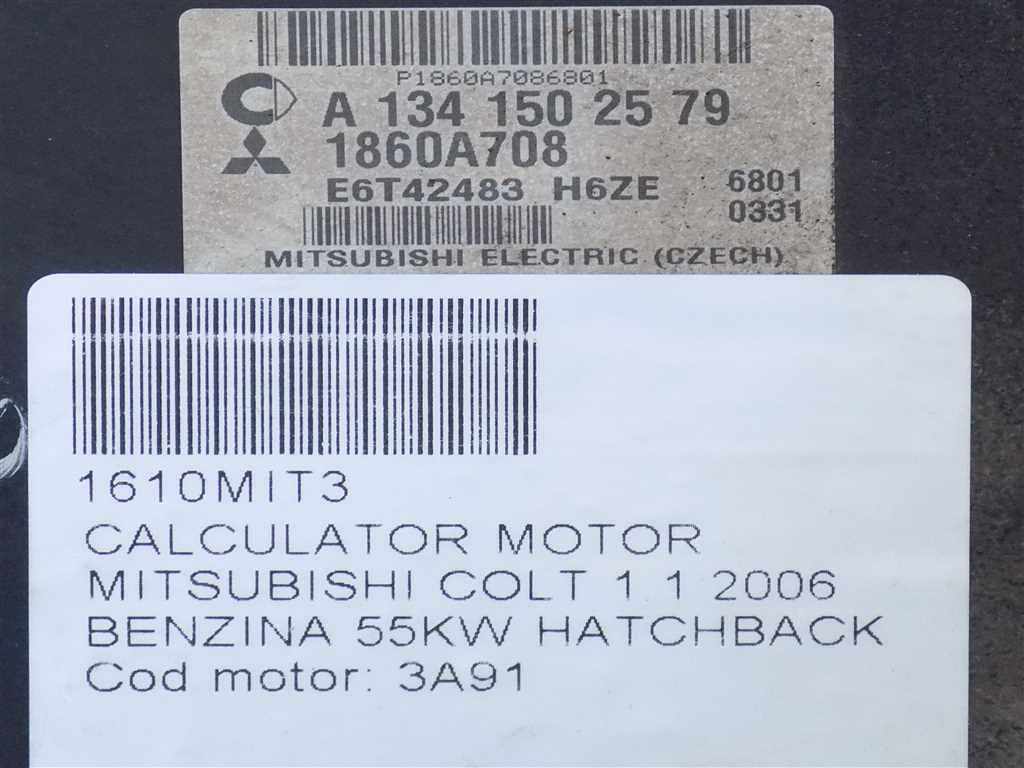 P1860A7086801
A 134 150 25 79
1860A708
E6T42483 H6ZE 6801
0331
MITSUBISHI ELECTRIC (CZECH)
1610MIT3
CALCULATOR MOTOR
MITSUBISHI COLT 1 1 2006
BENZINA 55KW HATCHBACK
Cod motor: 3A91